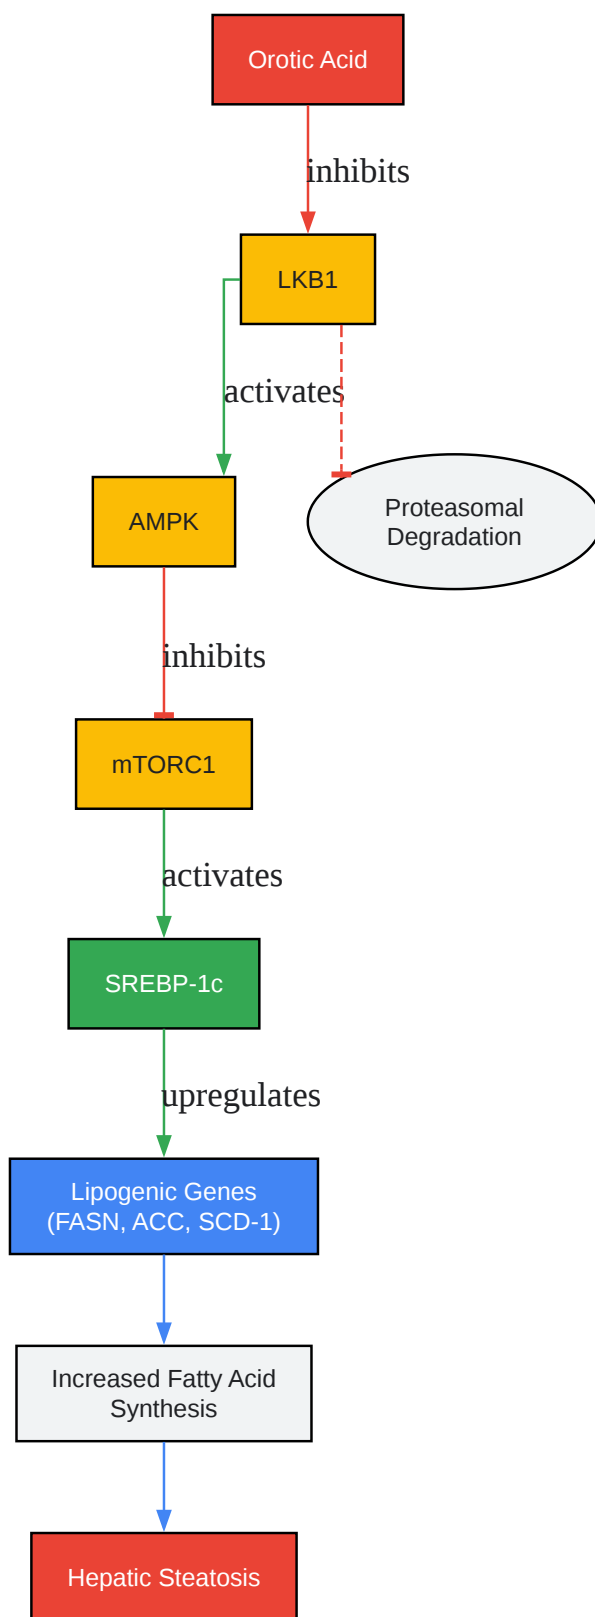 Orotic Acid
inhibits
LKB1
activates
AMPK
Proteasomal
Degradation
inhibits
mTORC1
activates
SREBP-1c
upregulates
Lipogenic Genes
(FASN, ACC, SCD-1)
Increased Fatty Acid
Synthesis
Hepatic Steatosis